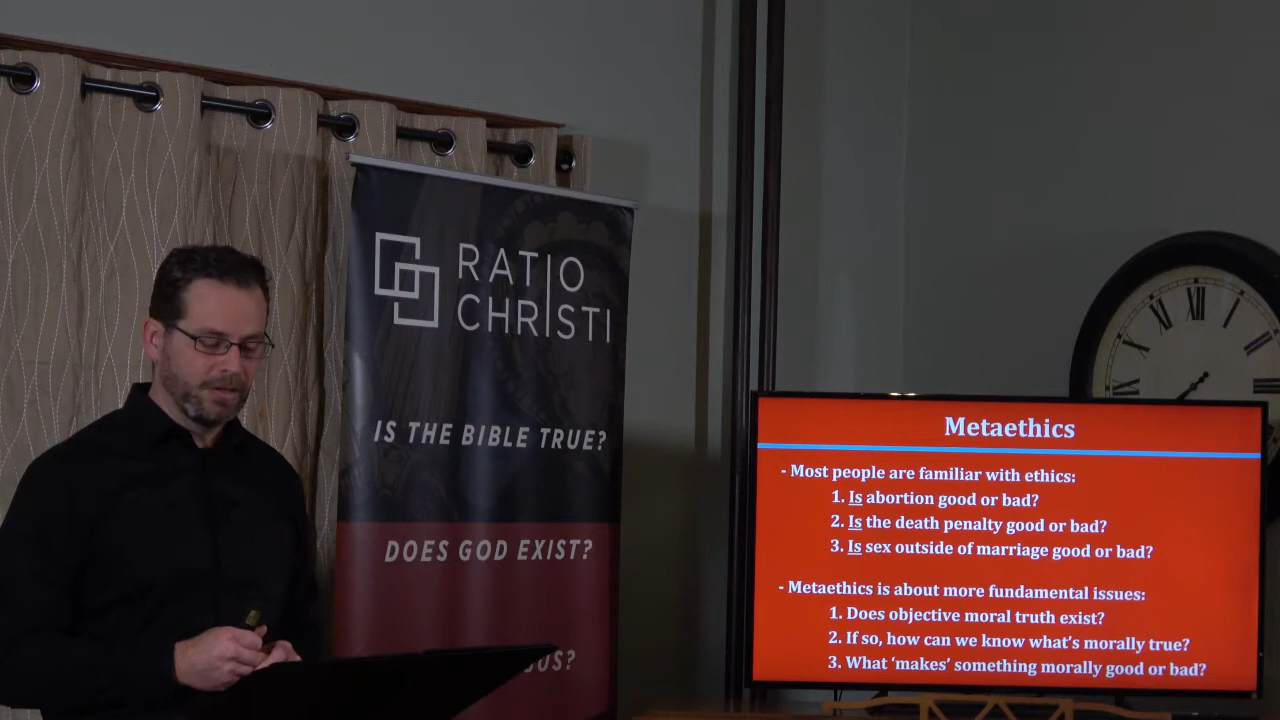 RATIO
CHRISTI
IS THE BIBLE TRUE?
DOES GOD EXIST?
Metaethics
- Most people are familiar with ethics:
1. Is abortion good or bad?
2. Is the death penalty good or bad?
3. Is sex outside of marriage good or bad?
- Metaethics is about more fundamental issues:
1. Does objective moral truth exist?
2. If so, how can we know what's morally true?
3. What 'makes' something morally good or bad?